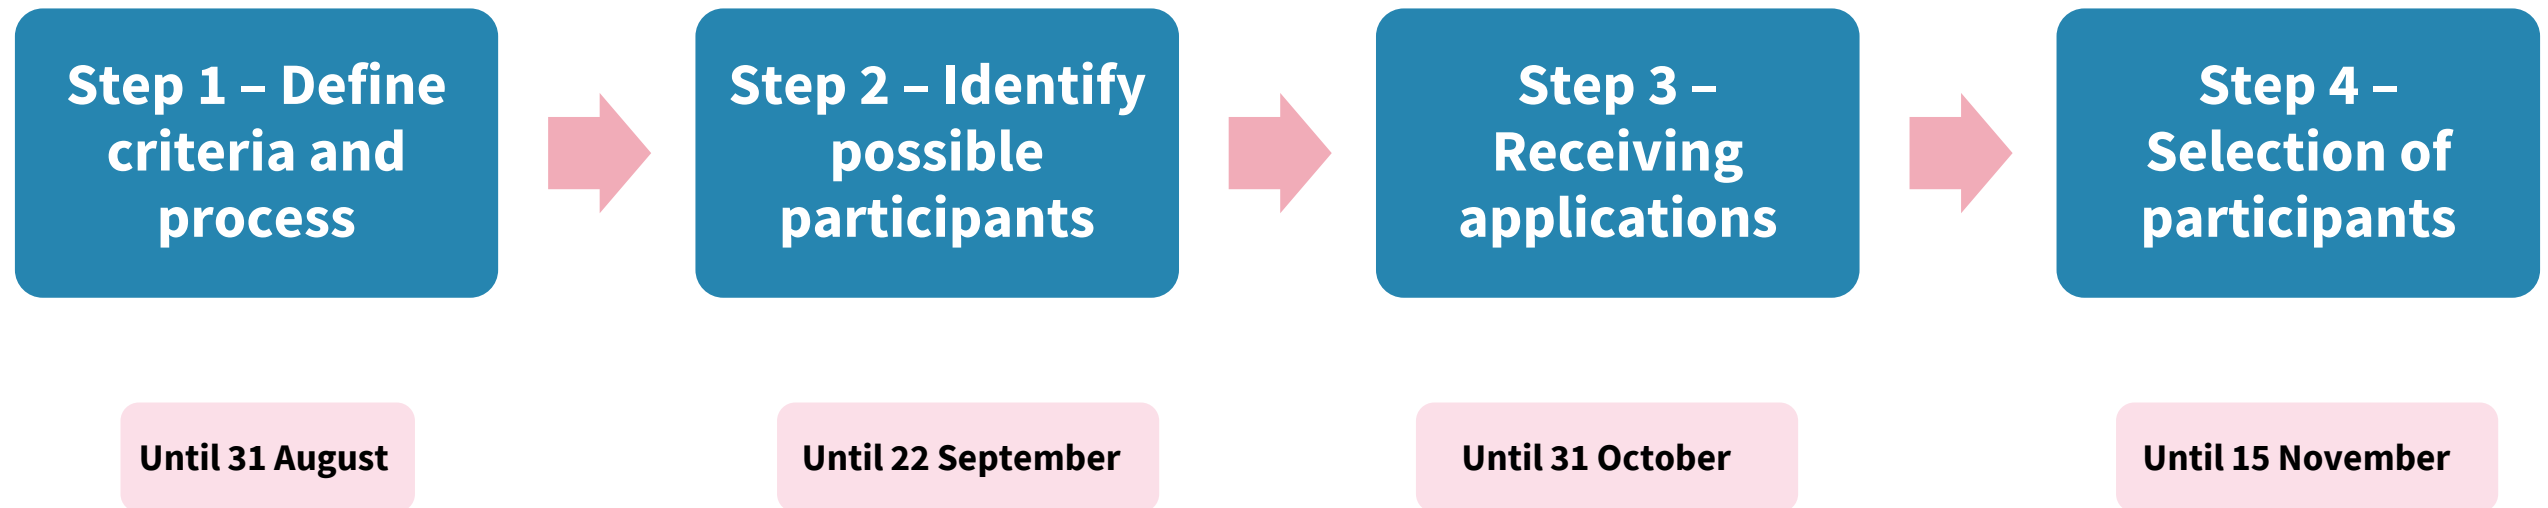 Step 1 – Define
criteria and
process
Step 2 – Identify
possible
participants
Step 3 –
Receiving
applications
Step 4 –
Selection of
participants
Until 31 August
Until 22 September
Until 31 October
Until 15 November